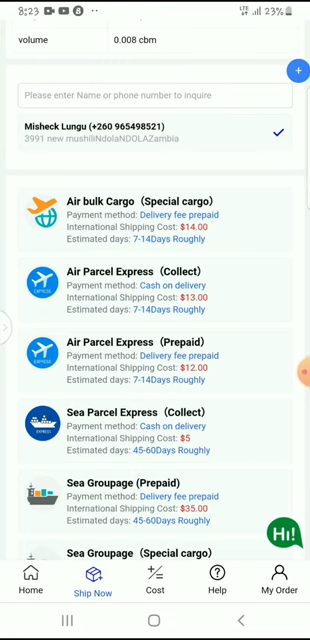 8:23
LTE 23%
volume 0.008 cbm
+
Please enter Name or phone number to inquire
Misheck Lungu (+260 965498521)
3991 new mushiliNdolaNDOLAZambia
Air bulk Cargo（Special cargo）
Payment method: Delivery fee prepaid
International Shipping Cost: $14.00
Estimated days: 7-14Days Roughly
EXPRESS
Air Parcel Express（Collect）
Payment method: Cash on delivery
International Shipping Cost: $13.00
Estimated days: 7-14Days Roughly
EXPRESS
Air Parcel Express（Prepaid）
Payment method: Delivery fee prepaid
International Shipping Cost: $12.00
Estimated days: 7-14Days Roughly
EXPRESS
Sea Parcel Express（Collect）
Payment method: Cash on delivery
International Shipping Cost: $5
Estimated days: 45-60Days Roughly
Sea Groupage (Prepaid)
Payment method: Delivery fee prepaid
International Shipping Cost: $35.00
Estimated days: 45-60Days Roughly
Hi!
Sea Groupage（Special cargo）
Home Ship Now Cost Help My Order